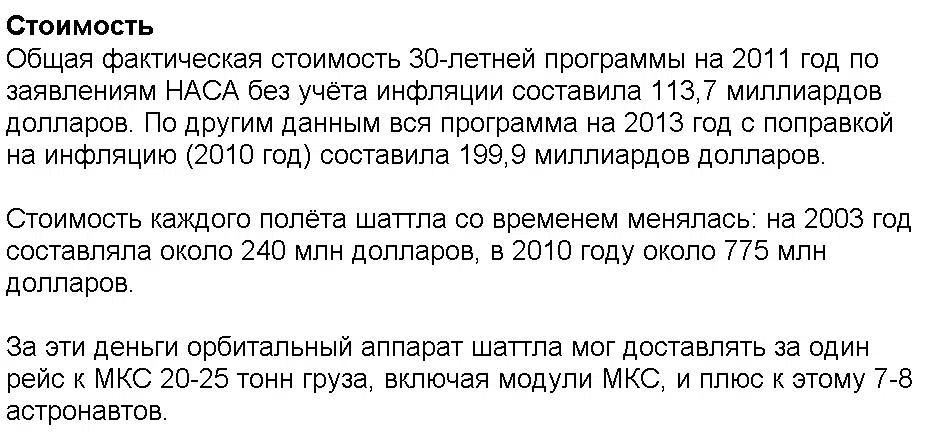 Стоимость
Общая фактическая стоимость 30-летней программы на 2011 год по
заявлениям НАСА без учёта инфляции составила 113,7 миллиардов
долларов. По другим данным вся программа на 2013 год с поправкой
на инфляцию (2010 год) составила 199,9 миллиардов долларов.
Стоимость каждого полёта шаттла со временем менялась: на 2003 год
составляла около 240 млн долларов, в 2010 году около 775 млн
долларов.
За эти деньги орбитальный аппарат шаттла мог доставлять за один
рейс к МКС 20-25 тонн груза, включая модули МКС, и плюс к этому 7-8
астронавтов.